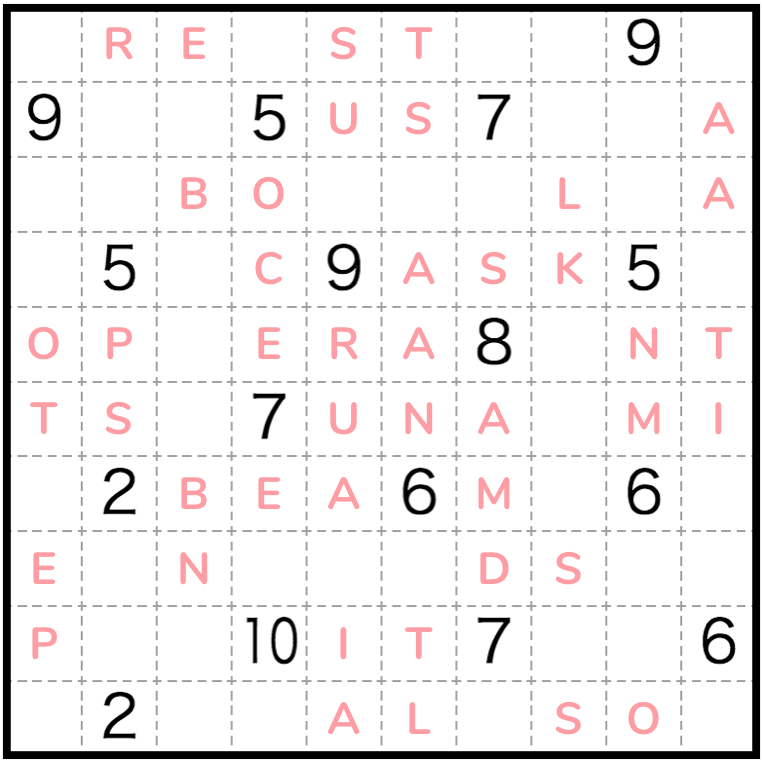 R E S T 9
9 5 U S 7 A
B O L A
5 C 9 A S K 5
O P E R A 8 N T
T S 7 U N A M I
2 B E A 6 M 6
E N D S
P 10 I T 7 6
2 A L S O